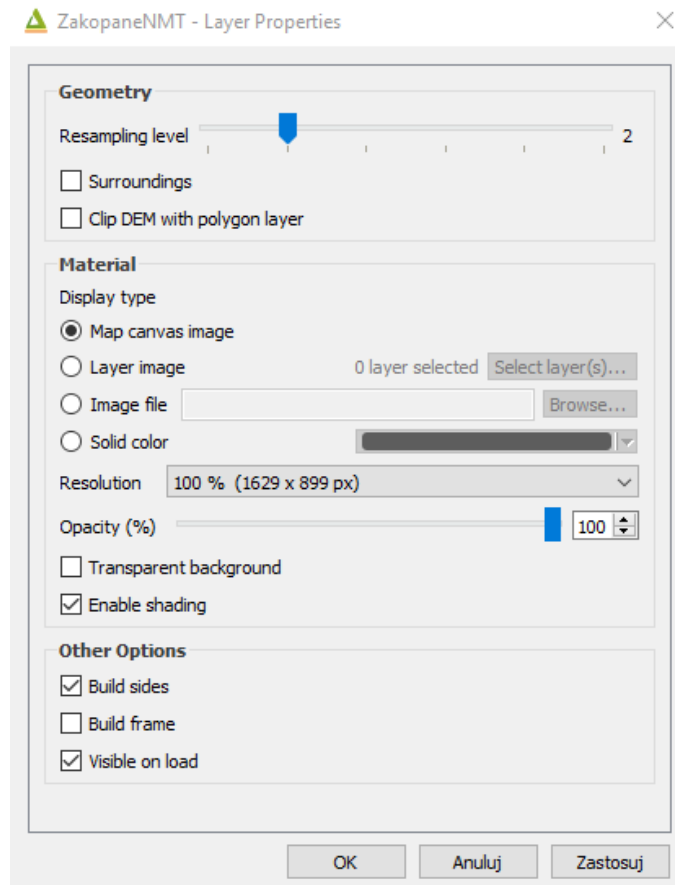 ZakopaneNMT - Layer Properties
Geometry
Resampling level 2
Surroundings
Clip DEM with polygon layer
Material
Display type
Map canvas image
Layer image 0 layer selected Select layer(s)...
Image file Browse...
Solid color
Resolution 100 % (1629 x 899 px)
Opacity (%) 100
Transparent background
Enable shading
Other Options
Build sides
Build frame
Visible on load
OK Anuluj Zastosuj